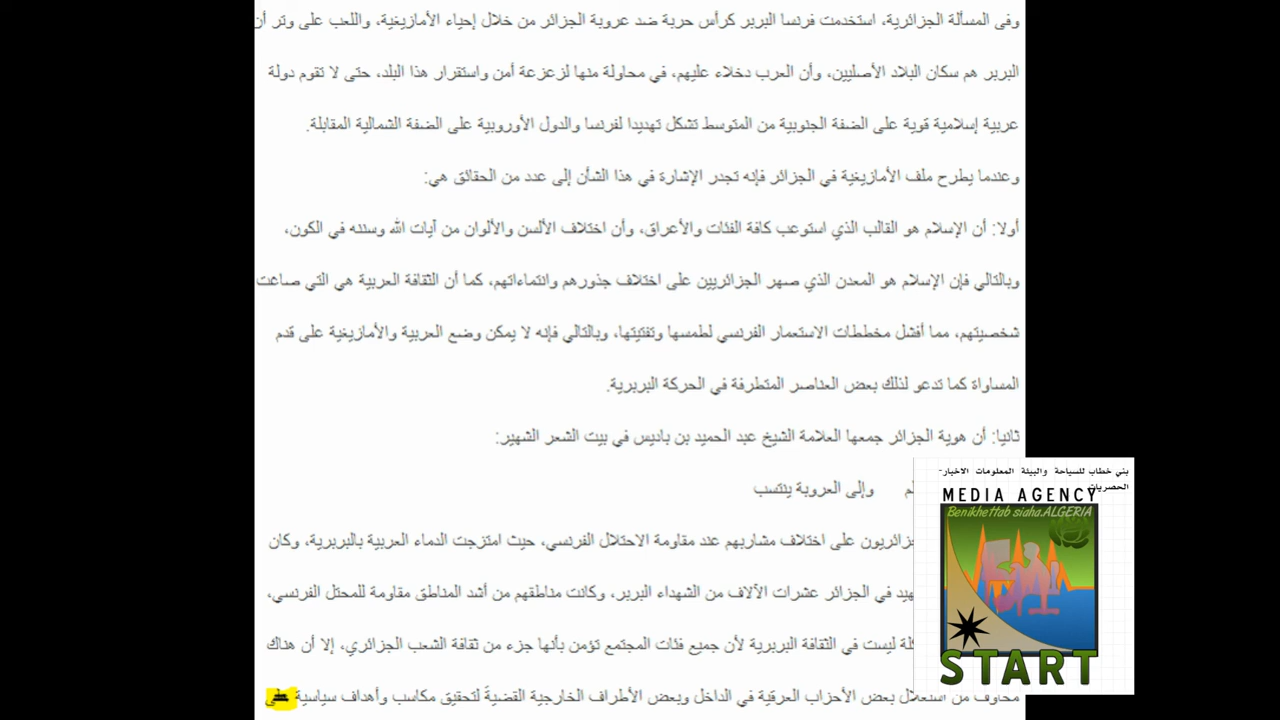 وفى المسألة الجزائرية، استخدمت فرنسا البربر كرأس حربة ضد عروبة الجزائر من خلال إحياء الأمازيغية، واللعب على وتر أن
البربر هم سكان البلاد الأصليين، وأن العرب دخلاء عليهم، في محاولة منها لزعزعة أمن واستقرار هذا البلد، حتى لا تقوم دولة
عربية إسلامية قوية على الضفة الجنوبية من المتوسط تشكل تهديدا لفرنسا والدول الأوروبية على الضفة الشمالية المقابلة.
وعندما يطرح ملف الأمازيغية في الجزائر فإنه تجدر الإشارة في هذا الشأن إلى عدد من الحقائق هي:
أولا: أن الإسلام هو القالب الذي استوعب كافة الفئات والأعراق، وأن اختلاف الألسن والألوان من آيات الله وسننه في الكون،
وبالتالي فإن الإسلام هو المعدن الذي صهر الجزائريين على اختلاف جذورهم وانتماءاتهم، كما أن الثقافة العربية هي التي صاغت
شخصيتهم، مما أفشل مخططات الاستعمار الفرنسي لطمسها وتفتيتها، وبالتالي فإنه لا يمكن وضع العربية والأمازيغية على قدم
المساواة كما تدعو لذلك بعض العناصر المتطرفة في الحركة البربرية.
ثانيا: أن هوية الجزائر جمعها العلامة الشيخ عبد الحميد بن باديس في بيت الشعر الشهير:
وإلى العروبة ينتسب
على اختلاف مشاربهم عند مقاومة الاحتلال الفرنسي، حيث امتزجت الدماء العربية بالبربرية، وكان
في الجزائر عشرات الآلاف من الشهداء البربر، وكانت مناطقهم من أشد المناطق مقاومة للمحتل الفرنسي،
ليست في الثقافة البربرية لأن جميع فئات المجتمع تؤمن بأنها جزء من ثقافة الشعب الجزائري، إلا أن هناك
مخاوف من استغلال بعض الأحزاب العرقية في الداخل وبعض الأطراف الخارجية القضية لتحقيق مكاسب وأهداف سياسية
بني خطاب للسياحة والبيئة المعلومات الاخبار-
الحصريات
MEDIA AGENCY
Benikhettab siaha.ALGERIA
START